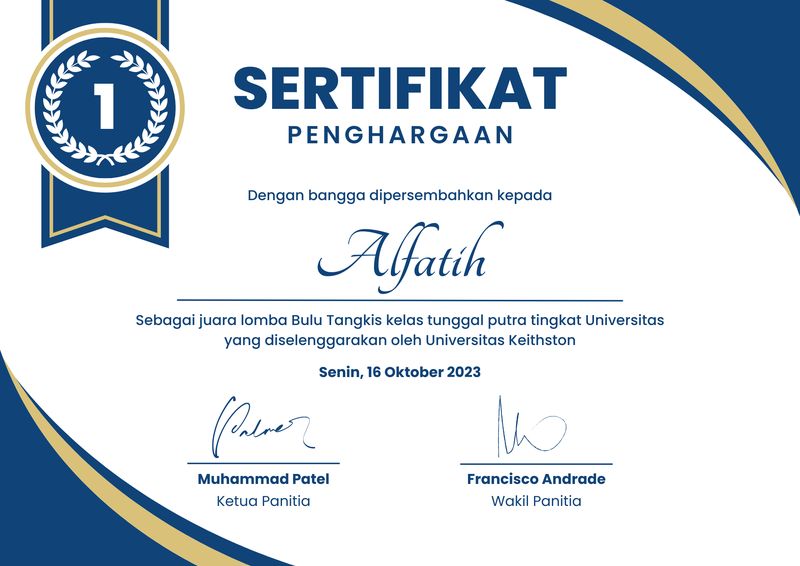 1
SERTIFIKAT
PENGHARGAAN
Dengan bangga dipersembahkan kepada
Alfatih
Sebagai juara lomba Bulu Tangkis kelas tunggal putra tingkat Universitas
yang diselenggarakan oleh Universitas Keithston
Senin, 16 Oktober 2023
Muhammad Patel
Ketua Panitia
Francisco Andrade
Wakil Panitia